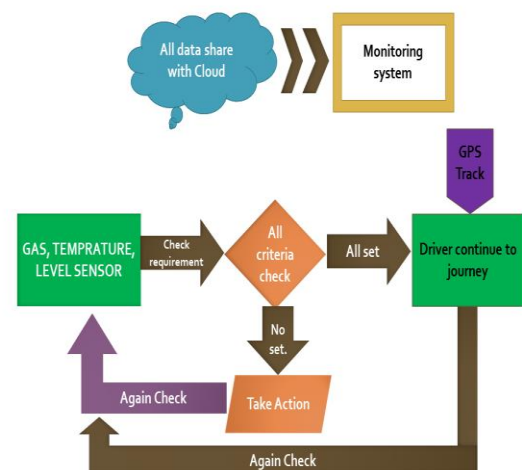 All data share
with Cloud
Monitoring
system
GPS
Track
GAS, TEMPRATURE,
LEVEL SENSOR
Check
requirement
All
criteria
check
All set
Driver continue to
journey
No
set.
Again Check
Take Action
Again Check